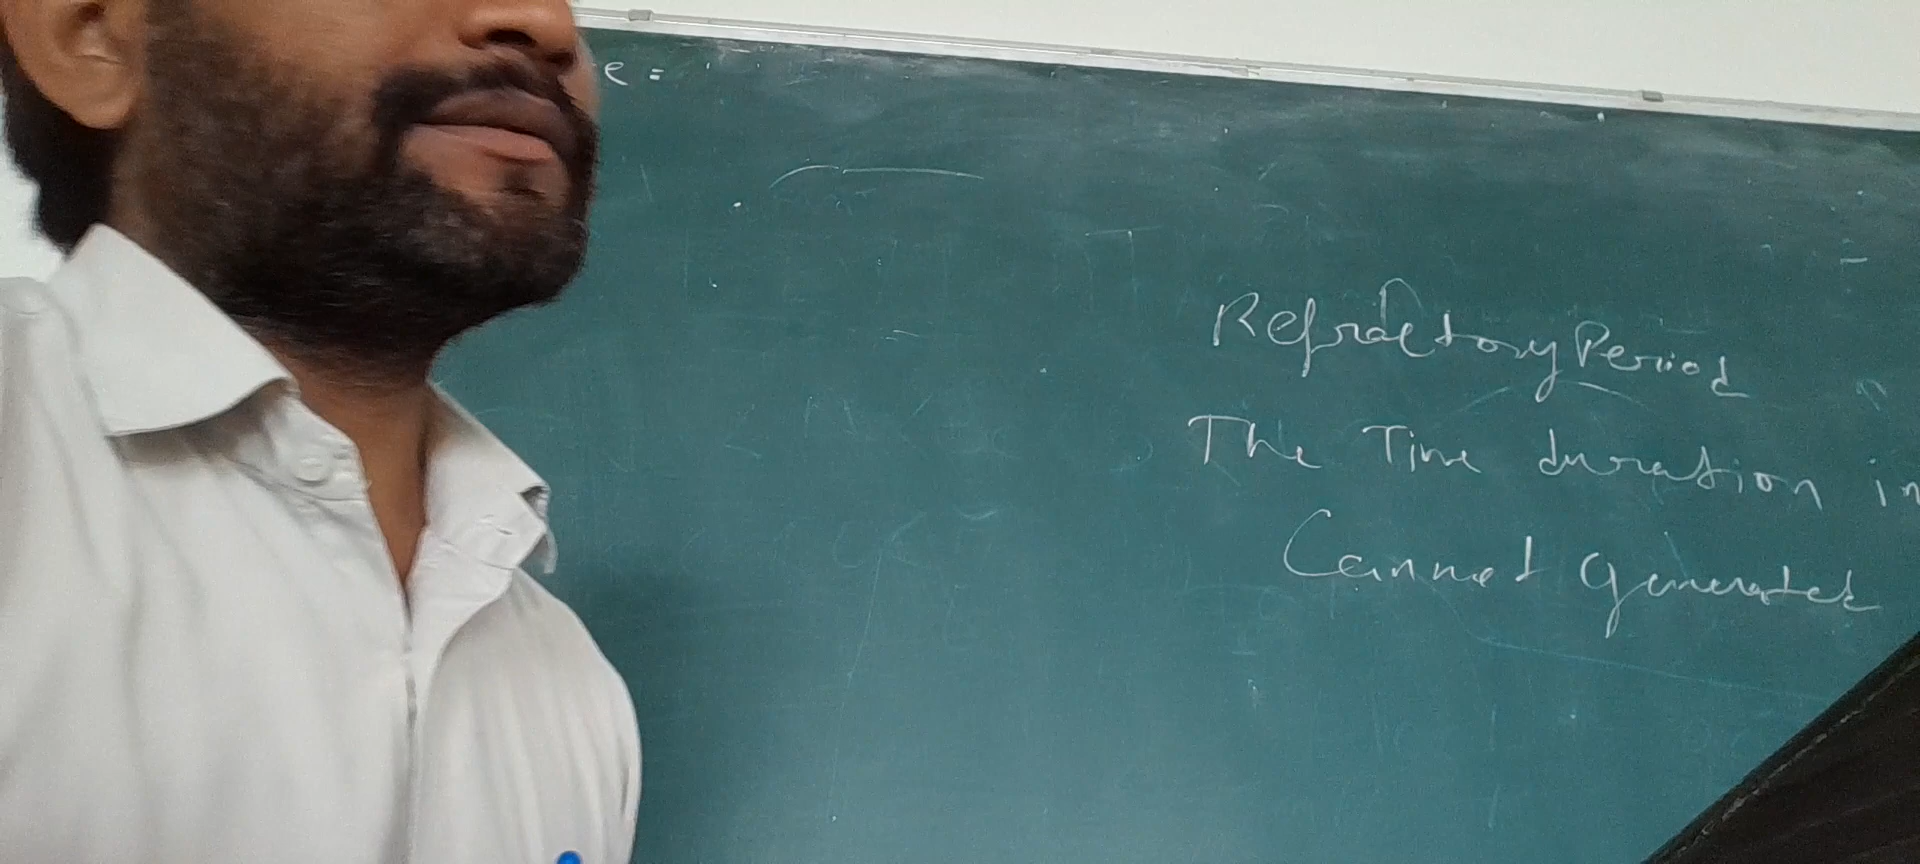 e =
Refractory Period
The Time duration in
Cannot generated